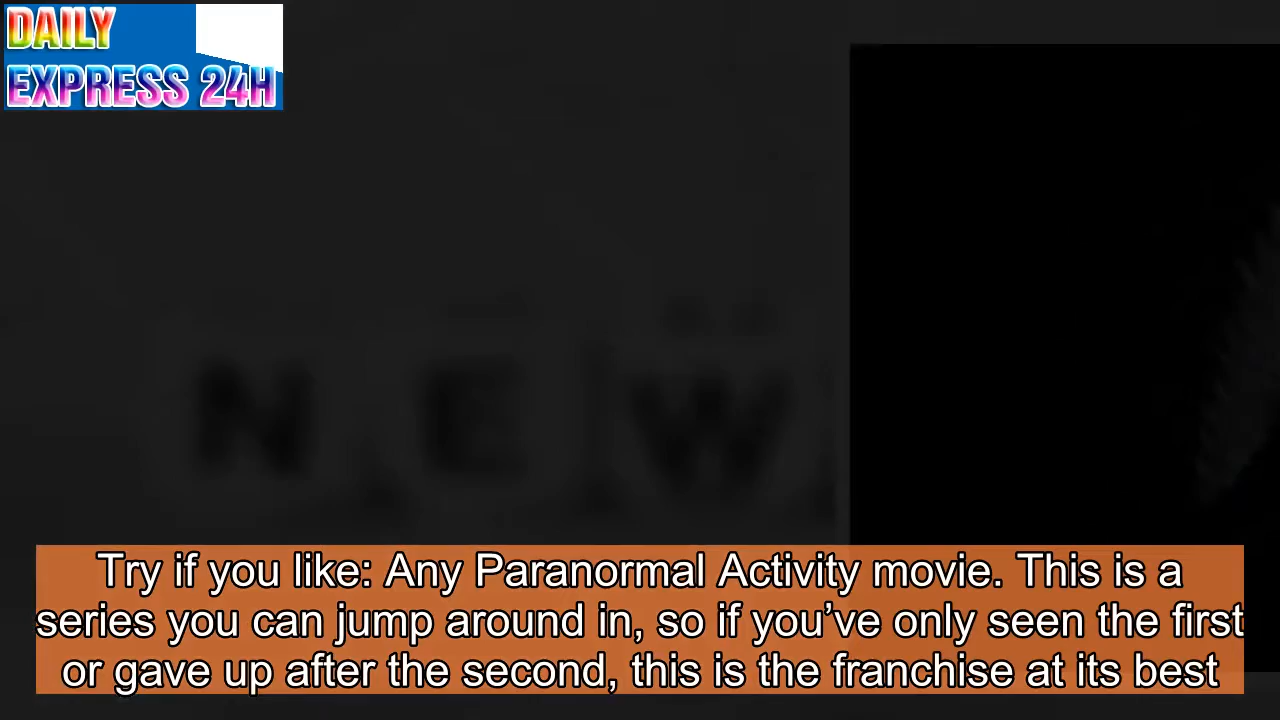 DAILY
EXPRESS 24H
N E W
Try if you like: Any Paranormal Activity movie. This is a
series you can jump around in, so if you’ve only seen the first
or gave up after the second, this is the franchise at its best